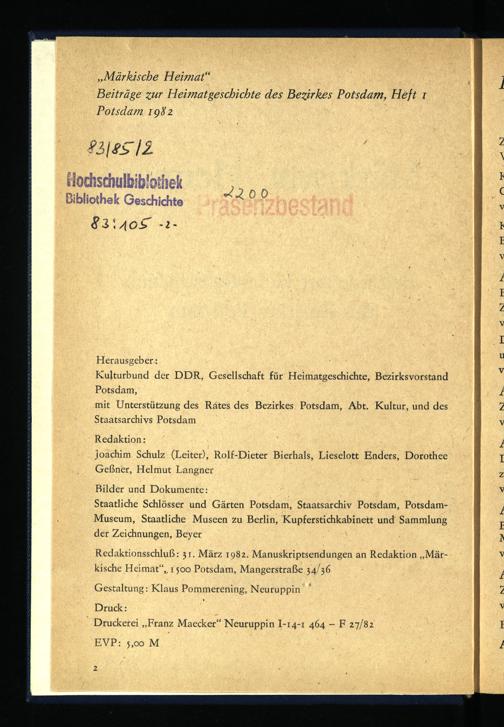 „Märkische Heimat“
Beiträge zur Heimatgeschichte des Bezirkes Potsdam, Heft 1
Potsdam 1982
83/85/2
Hochschulbibliothek
Bibliothek Geschichte
2200
Präsenzbestand
83:105 -2-
Herausgeber:
Kulturbund der DDR, Gesellschaft für Heimatgeschichte, Bezirksvorstand
Potsdam,
mit Unterstützung des Rates des Bezirkes Potsdam, Abt. Kultur, und des
Staatsarchivs Potsdam
Redaktion:
Joachim Schulz (Leiter), Rolf-Dieter Bierhals, Lieselott Enders, Dorothee
Geßner, Helmut Langner
Bilder und Dokumente:
Staatliche Schlösser und Gärten Potsdam, Staatsarchiv Potsdam, Potsdam-
Museum, Staatliche Museen zu Berlin, Kupferstichkabinett und Sammlung
der Zeichnungen, Beyer
Redaktionsschluß: 31. März 1982. Manuskriptsendungen an Redaktion „Mär-
kische Heimat“, 1500 Potsdam, Mangerstraße 34/36
Gestaltung: Klaus Pommerening, Neuruppin
Druck:
Druckerei „Franz Maecker“ Neuruppin I-14-1 464 – F 27/82
EVP: 5,00 M
2